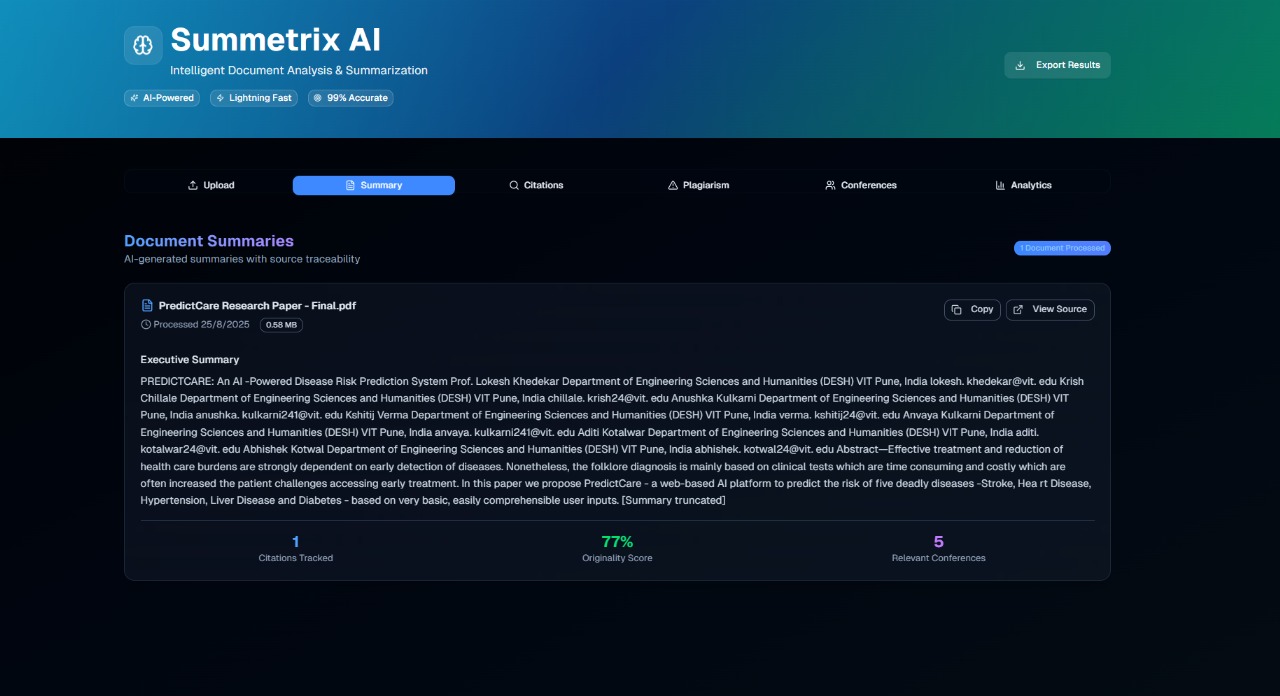 Summetrix AI
Intelligent Document Analysis & Summarization
AI-Powered
Lightning Fast
99% Accurate
Export Results
Upload
Summary
Citations
Plagiarism
Conferences
Analytics
Document Summaries
AI-generated summaries with source traceability
1 Document Processed
PredictCare Research Paper - Final.pdf
Processed 25/8/2025
0.58 MB
Copy
View Source
Executive Summary
PREDICTCARE: An AI -Powered Disease Risk Prediction System Prof. Lokesh Khedekar Department of Engineering Sciences and Humanities (DESH) VIT Pune, India lokesh. khedekar@vit. edu Krish
Chillale Department of Engineering Sciences and Humanities (DESH) VIT Pune, India chillale. krish24@vit. edu Anushka Kulkarni Department of Engineering Sciences and Humanities (DESH) VIT
Pune, India anushka. kulkarni241@vit. edu Kshitij Verma Department of Engineering Sciences and Humanities (DESH) VIT Pune, India verma. kshitij24@vit. edu Anvaya Kulkarni Department of
Engineering Sciences and Humanities (DESH) VIT Pune, India anvaya. kulkarni241@vit. edu Aditi Kotalwar Department of Engineering Sciences and Humanities (DESH) VIT Pune, India aditi.
kotalwar24@vit. edu Abhishek Kotwal Department of Engineering Sciences and Humanities (DESH) VIT Pune, India abhishek. kotwal24@vit. edu Abstract—Effective treatment and reduction of
health care burdens are strongly dependent on early detection of diseases. Nonetheless, the folklore diagnosis is mainly based on clinical tests which are time consuming and costly which are
often increased the patient challenges accessing early treatment. In this paper we propose PredictCare - a web-based AI platform to predict the risk of five deadly diseases -Stroke, Hea rt Disease,
Hypertension, Liver Disease and Diabetes - based on very basic, easily comprehensible user inputs. [Summary truncated]
1
Citations Tracked
77%
Originality Score
5
Relevant Conferences